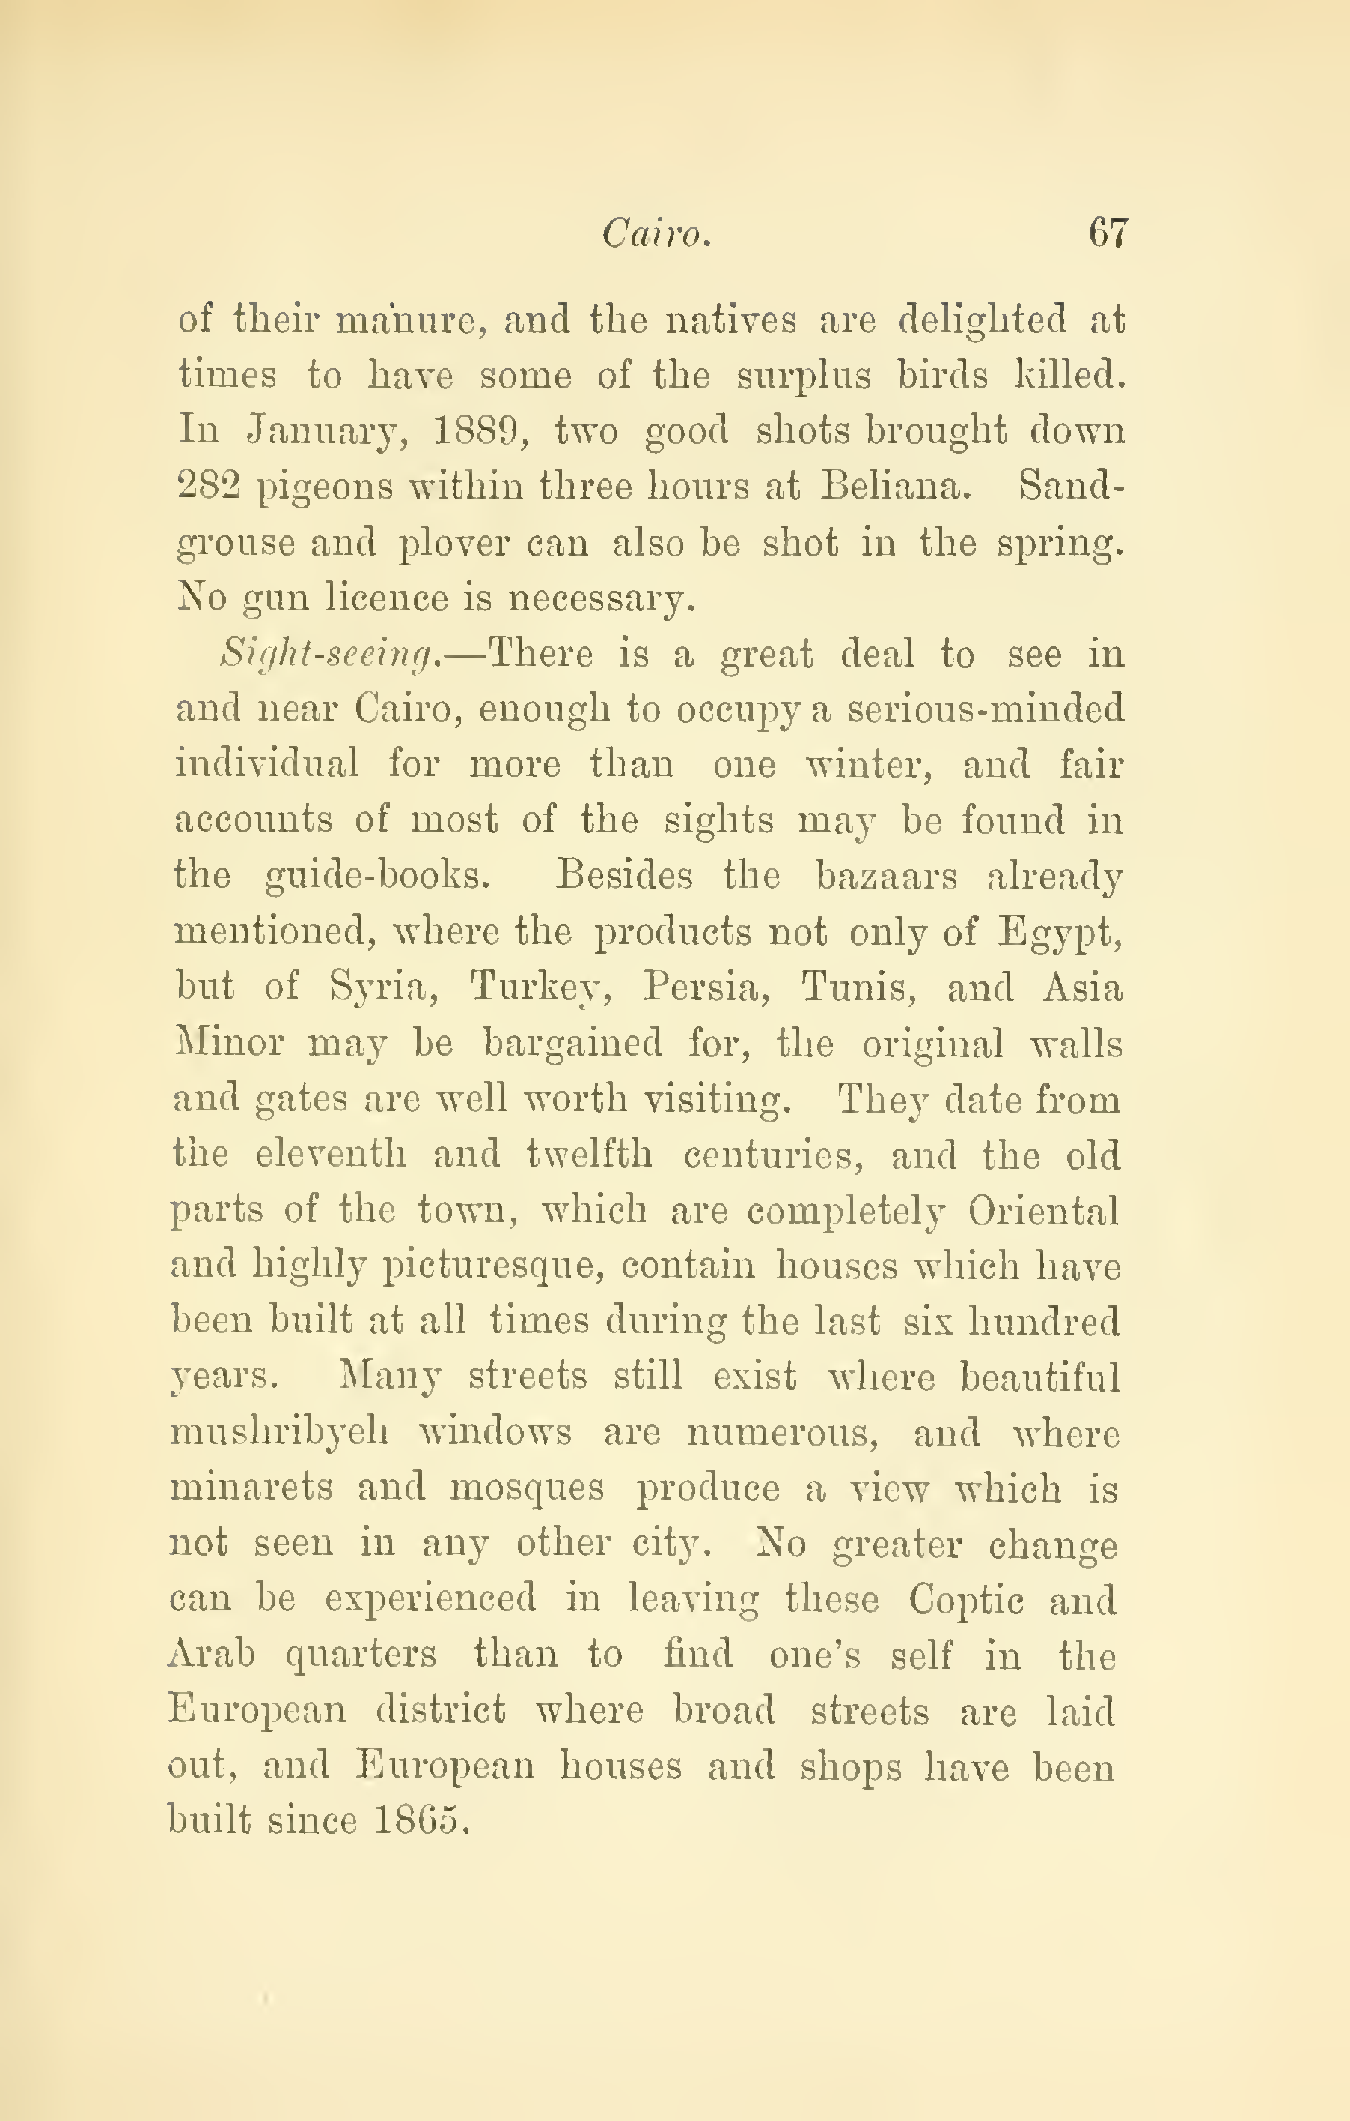 Cairo. 67
of their manure, and the natives are delighted at
times to have some of the surplus birds killed.
In January, 1889, two good shots brought down
282 pigeons within three hours at Beliana. Sand-
grouse and plover can also be shot in the spring.
No gun licence is necessary.
Sight-seeing.—There is a great deal to see in
and near Cairo, enough to occupy a serious-minded
individual for more than one winter, and fair
accounts of most of the sights may be found in
the guide-books. Besides the bazaars already
mentioned, where the products not only of Egypt,
but of Syria, Turkey, Persia, Tunis, and Asia
Minor may be bargained for, the original walls
and gates are well worth visiting. They date from
the eleventh and twelfth centuries, and the old
parts of the town, which are completely Oriental
and highly picturesque, contain houses which have
been built at all times during the last six hundred
years. Many streets still exist where beautiful
mushribyeh windows are numerous, and where
minarets and mosques produce a view which is
not seen in any other city. No greater change
can be experienced in leaving these Coptic and
Arab quarters than to find one's self in the
European district where broad streets are laid
out, and European houses and shops have been
built since 1865.